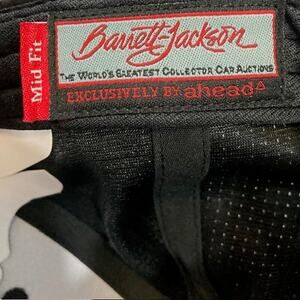 Barrett-Jackson
THE WORLD'S GREATEST COLLECTOR CAR AUCTIONS
EXCLUSIVELY BY ahead
Mid Fit